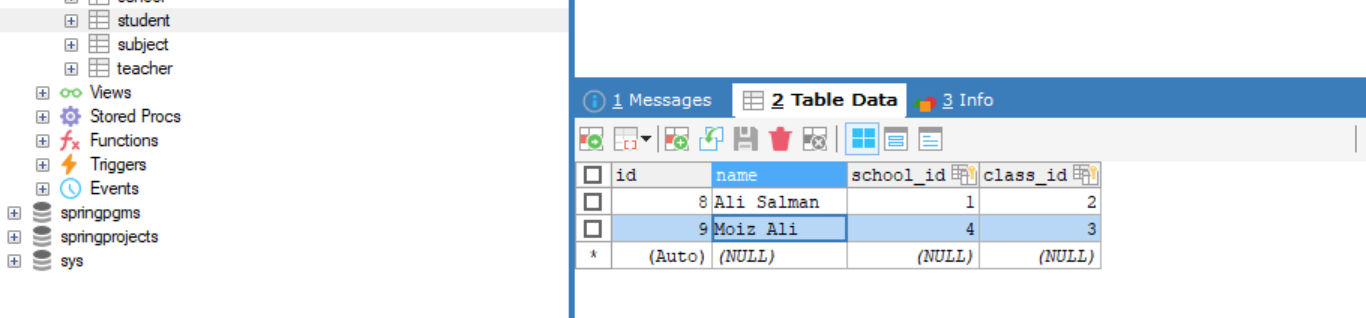 student
subject
teacher
Views
Stored Procs
Functions
Triggers
Events
springpgms
springprojects
sys
1 Messages 2 Table Data 3 Info
id name school_id class_id
8 Ali Salman 1 2
9 Moiz Ali 4 3
* (Auto) (NULL) (NULL) (NULL)